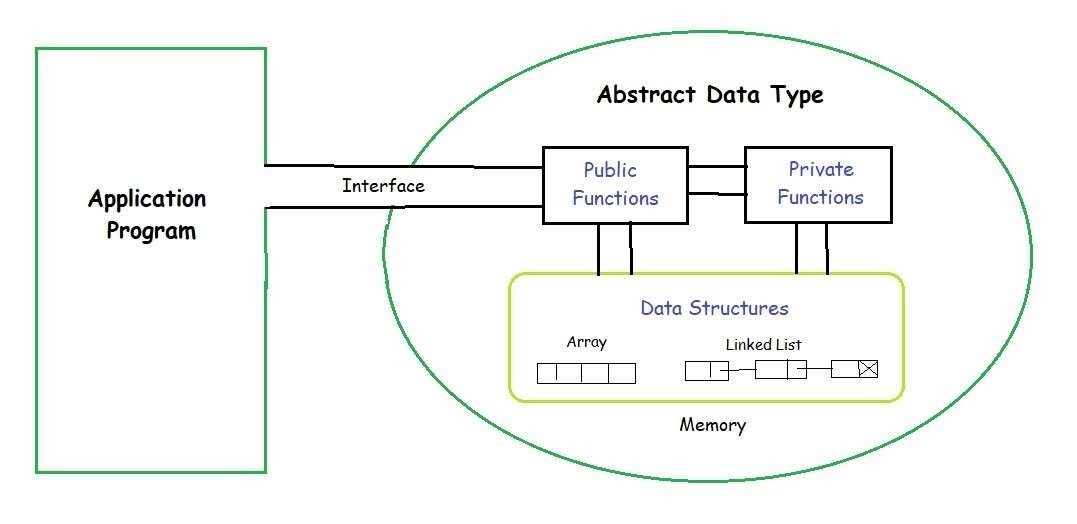 Abstract Data Type
Application
Program
Interface
Public
Functions
Private
Functions
Data Structures
Array
Linked List
Memory